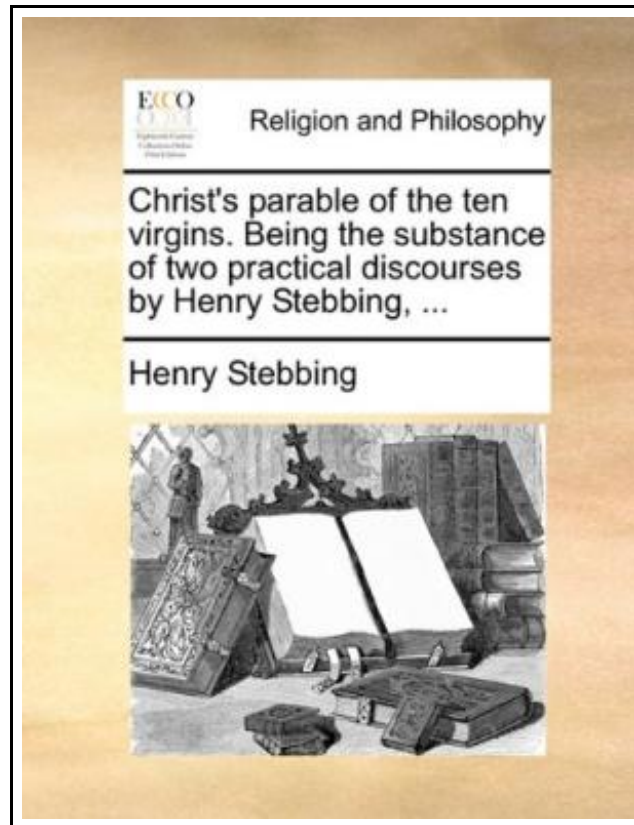 ECCO
Religion and Philosophy
Christ's parable of the ten
virgins. Being the substance
of two practical discourses
by Henry Stebbing, ...
Henry Stebbing